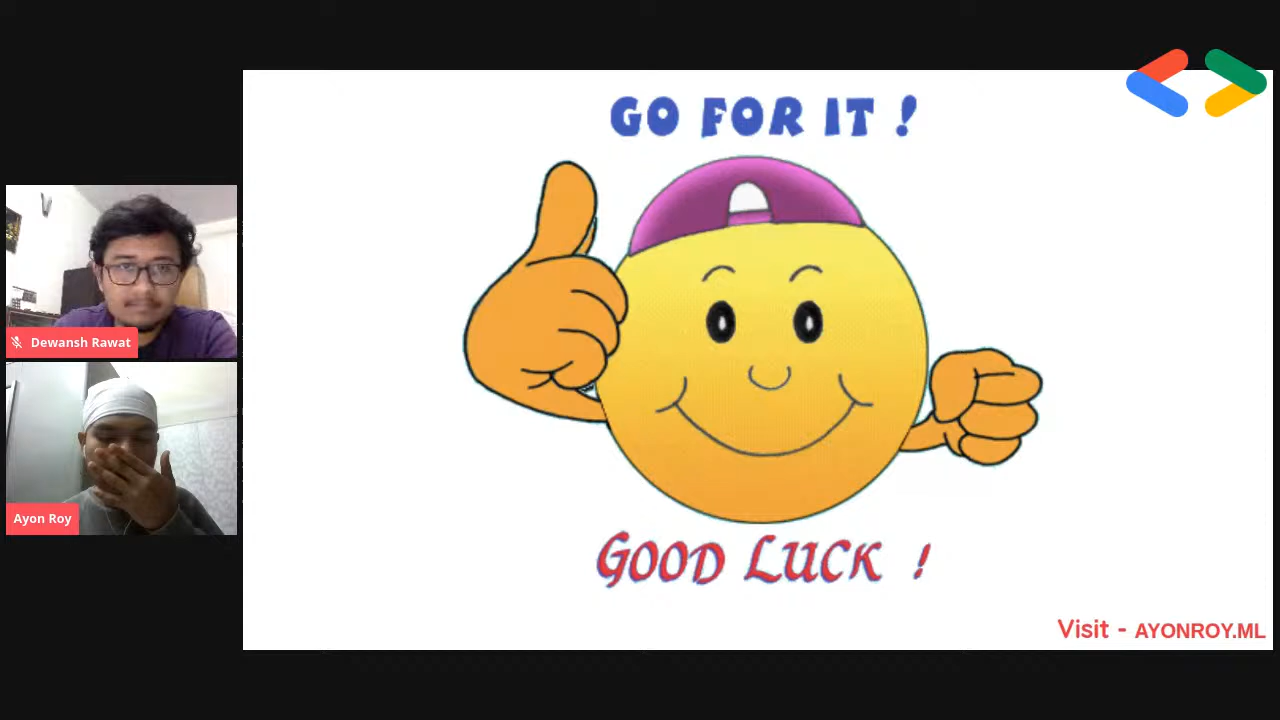 GO FOR IT !
Dewansh Rawat
Ayon Roy
GOOD LUCK !
Visit - AYONROY.ML